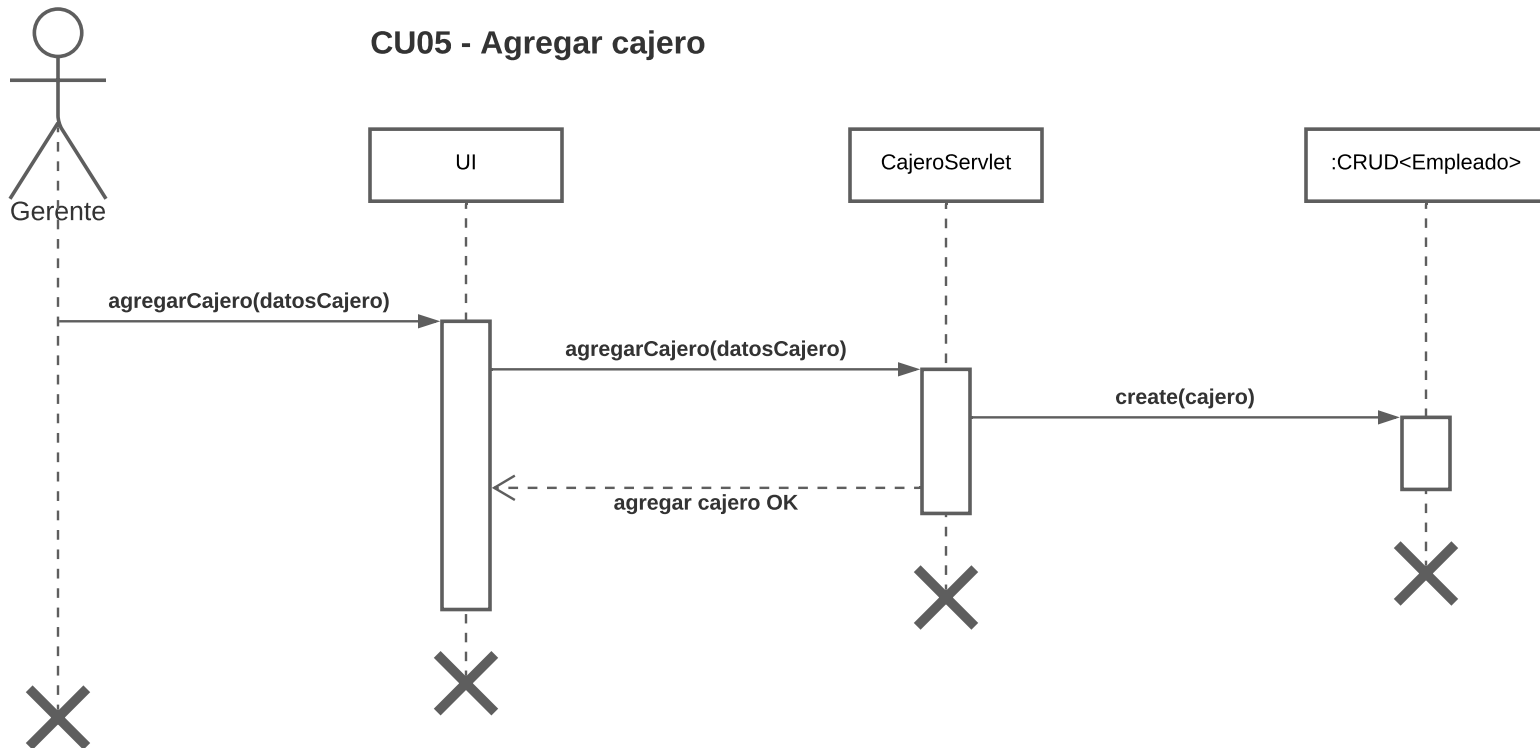 CU05 - Agregar cajero
UI
CajeroServlet
:CRUD<Empleado>
Gerente
agregarCajero(datosCajero)
agregarCajero(datosCajero)
create(cajero)
agregar cajero OK